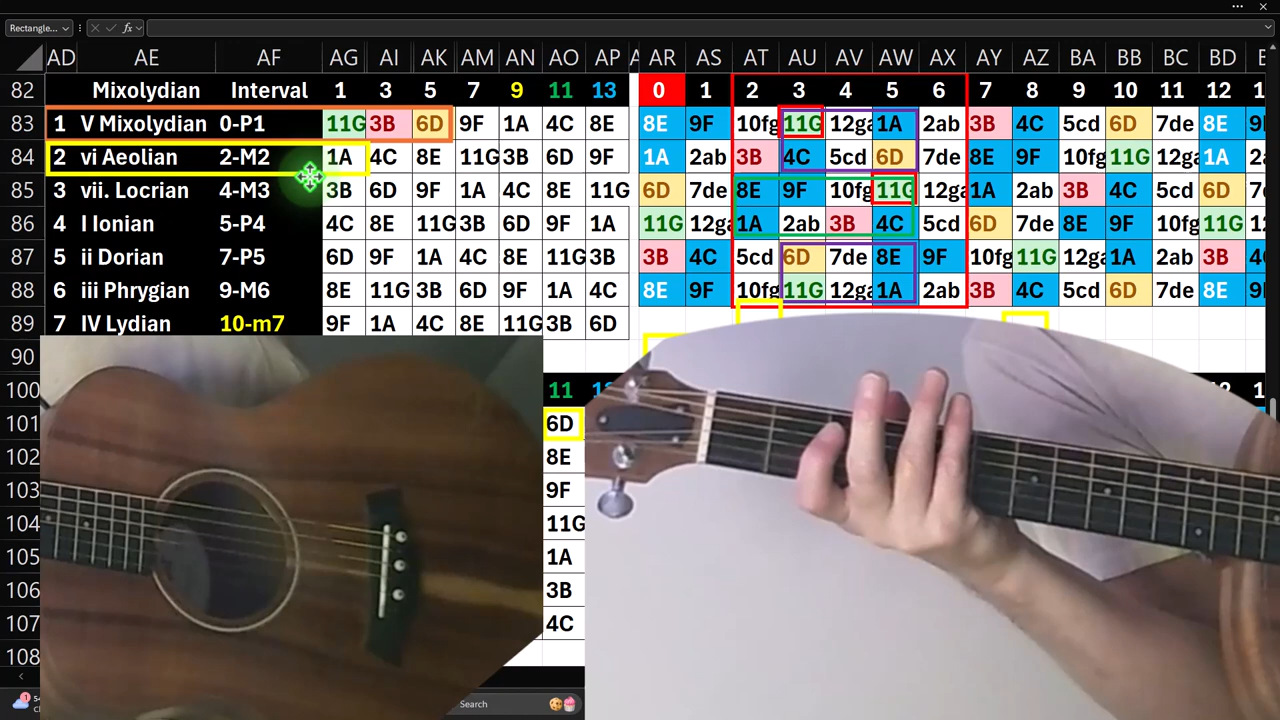 Rectangle...
fx
AD AE AF AG AI AK AM AN AO AP AR AS AT AU AV AW AX AY AZ BA BB BC BD
82 Mixolydian Interval 1 3 5 7 9 11 13 0 1 2 3 4 5 6 7 8 9 10 11 12
83 1 V Mixolydian 0-P1 11G 3B 6D 9F 1A 4C 8E 8E 9F 10fg 11G 12ga 1A 2ab 3B 4C 5cd 6D 7de 8E 9F
84 2 vi Aeolian 2-M2 1A 4C 8E 11G 3B 6D 9F 1A 2ab 3B 4C 5cd 6D 7de 8E 9F 10fg 11G 12ga 1A 2a
85 3 vii. Locrian 4-M3 3B 6D 9F 1A 4C 8E 11G 6D 7de 8E 9F 10fg 11G 12ga 1A 2ab 3B 4C 5cd 6D 7d
86 4 I Ionian 5-P4 4C 8E 11G 3B 6D 9F 1A 11G 12ga 1A 2ab 3B 4C 5cd 6D 7de 8E 9F 10fg 11G 12
87 5 ii Dorian 7-P5 6D 9F 1A 4C 8E 11G 3B 3B 4C 5cd 6D 7de 8E 9F 10fg 11G 12ga 1A 2ab 3B 4C
88 6 iii Phrygian 9-M6 8E 11G 3B 6D 9F 1A 4C 8E 9F 10fg 11G 12ga 1A 2ab 3B 4C 5cd 6D 7de 8E 9F
89 7 IV Lydian 10-m7 9F 1A 4C 8E 11G 3B 6D
90
100 11
101 6D
102 8E
103 9F
104 11G
105 1A
106 3B
107 4C
108
Search